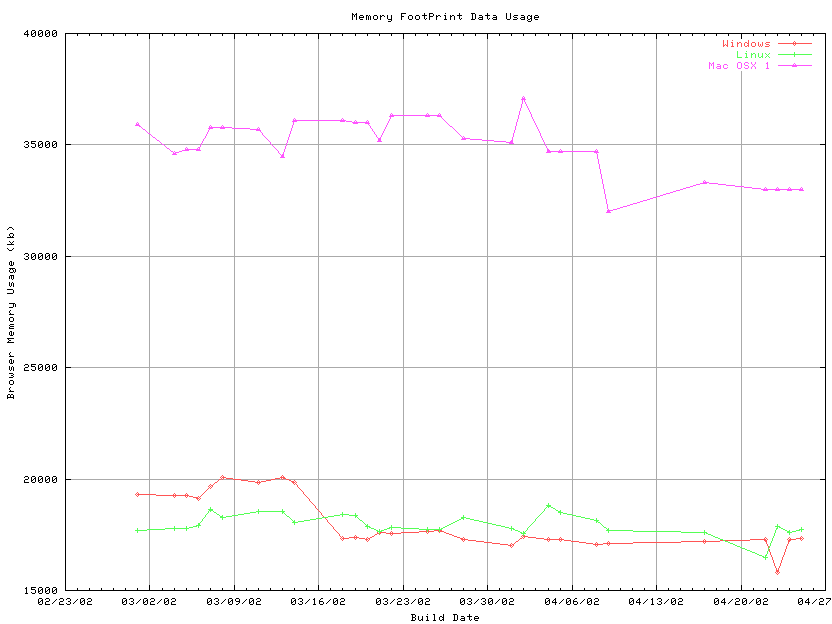 Memory FootPrint Data Usage
40000
Windows
Linux
Mac OSX 1
35000
30000
Browser Memory Usage (kb)
25000
20000
15000
02/23/02 03/02/02 03/09/02 03/16/02 03/23/02 03/30/02 04/06/02 04/13/02 04/20/02 04/27
Build Date